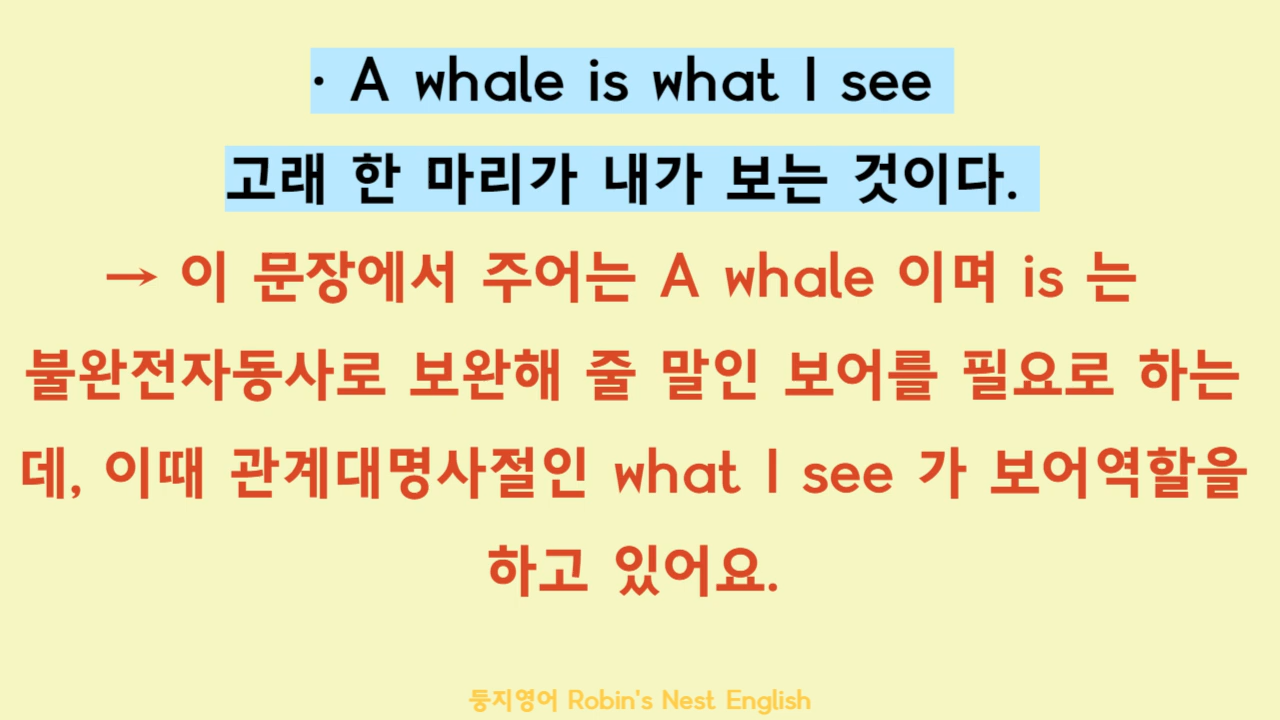 · A whale is what I see
고래 한 마리가 내가 보는 것이다.
→ 이 문장에서 주어는 A whale 이며 is 는
불완전자동사로 보완해 줄 말인 보어를 필요로 하는
데, 이때 관계대명사절인 what I see 가 보어역할을
하고 있어요.
둥지영어 Robin's Nest English